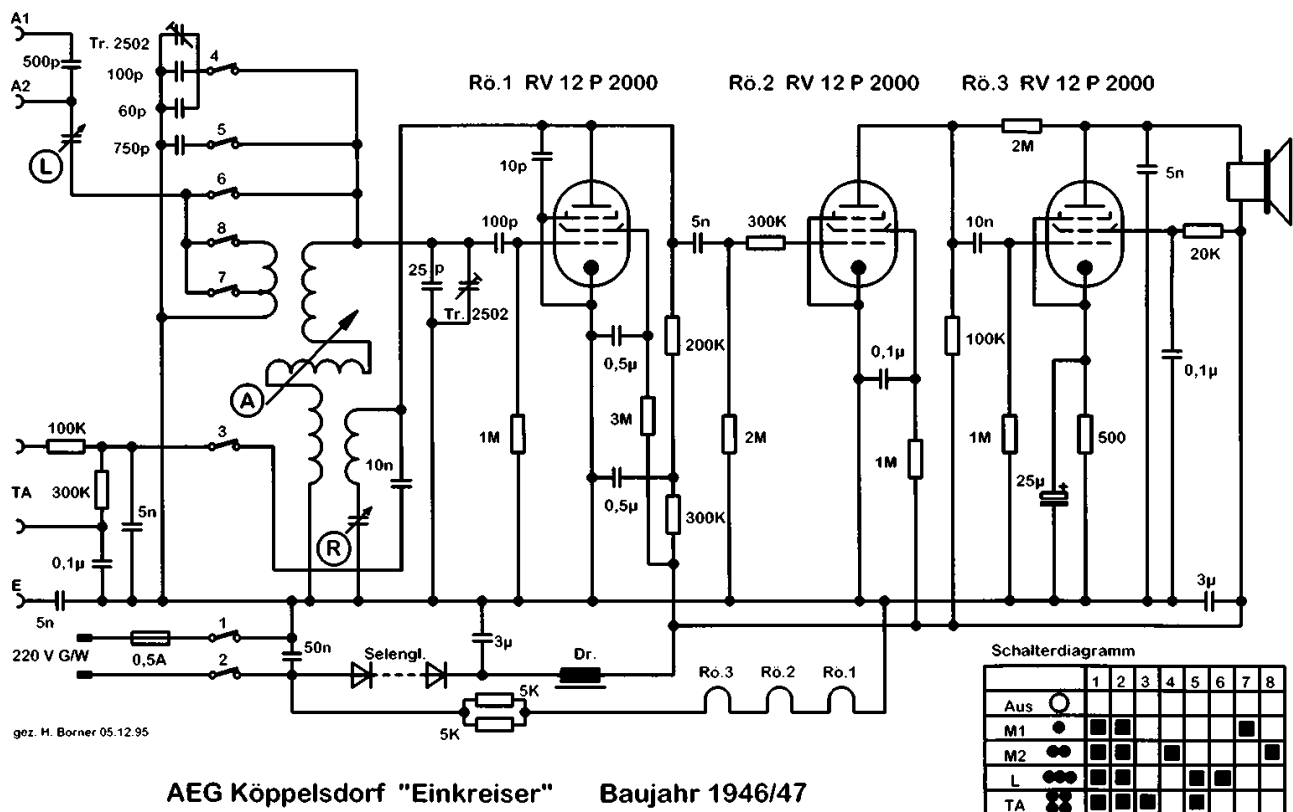 A1
Tr. 2502
500p
100p
4
A2
60p
750p
5
L
6
8
7
Rö.1 RV 12 P 2000
Rö.2 RV 12 P 2000
Rö.3 RV 12 P 2000
10p
2M
5n
100p
5n
300K
10n
20K
25 p
Tr. 2502
0,5µ
200K
0,1µ
100K
0,1µ
A
3M
1M
2M
1M
1M
500
25µ
+
100K
3
10n
TA
300K
5n
0,5µ
300K
R
0,1µ
E
5n
3µ
1
50n
3µ
220 V G/W
0,5A
2
Selengl.
Dr.
Rö.3
Rö.2
Rö.1
5K
5K
Schalterdiagramm
1 2 3 4 5 6 7 8
Aus
M1
M2
L
TA
gez. H. Borner 05.12.95
AEG Köppelsdorf "Einkreiser" Baujahr 1946/47